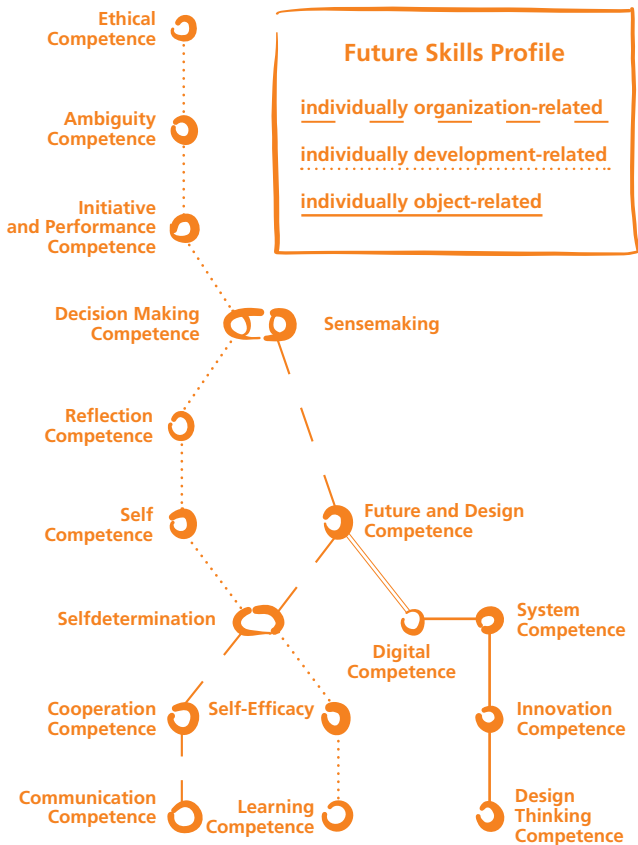 Ethical
Competence
Future Skills Profile
individually organization-related
individually development-related
individually object-related
Ambiguity
Competence
Initiative
and Performance
Competence
Decision Making
Competence
Sensemaking
Reflection
Competence
Self
Competence
Future and Design
Competence
Selfdetermination
Digital
Competence
System
Competence
Cooperation
Competence
Self-Efficacy
Innovation
Competence
Communication
Competence
Learning
Competence
Design
Thinking
Competence